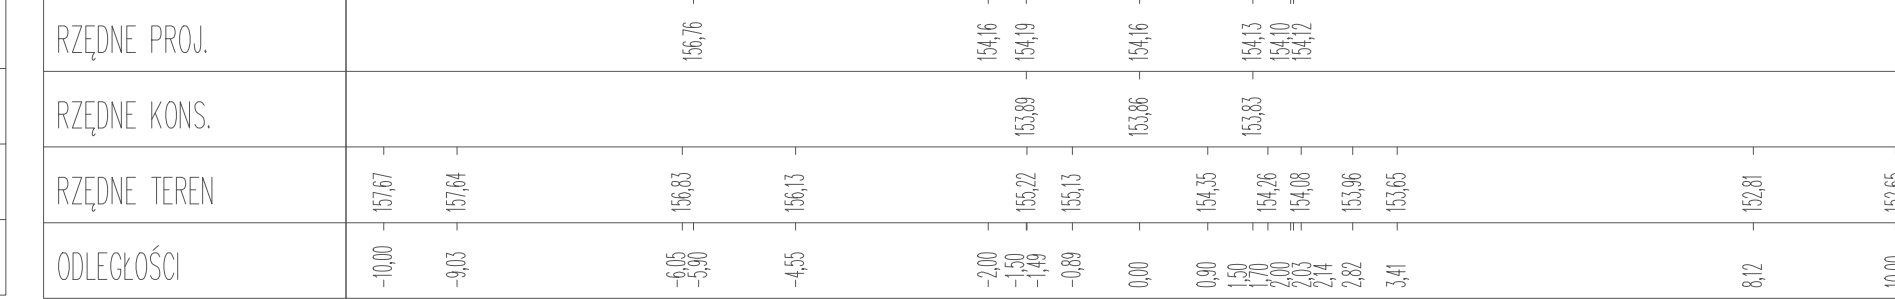 RZĘDNE PROJ. 156,76 154,16 154,19 154,16 154,13 154,10 154,12
RZĘDNE KONS. 153,89 153,86 153,83
RZĘDNE TEREN 157,67 157,64 156,83 156,13 155,22 155,13 154,35 154,26 154,08 153,96 153,65 152,81 152,65
ODLEGŁOŚCI -10,00 -9,03 -6,05 -5,90 -4,55 -2,00 -1,50 -1,49 -0,89 0,00 0,90 1,50 1,70 2,00 2,03 2,14 2,82 3,41 8,12 10,00